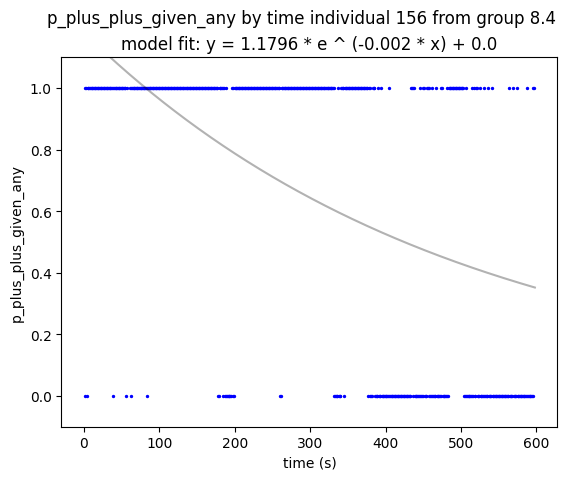 p_plus_plus_given_any by time individual 156 from group 8.4
model fit: y = 1.1796 * e ^ (-0.002 * x) + 0.0
p_plus_plus_given_any
1.0
0.8
0.6
0.4
0.2
0.0
0 100 200 300 400 500 600
time (s)